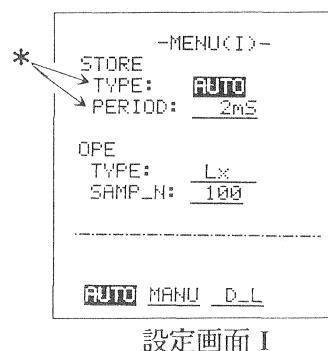 -MENU(I)-
STORE
* TYPE: AUTO
PERIOD: 2mS
OPE
TYPE: Lx
SAMP_N: 100
AUTO MANU D_L
設定画面 I